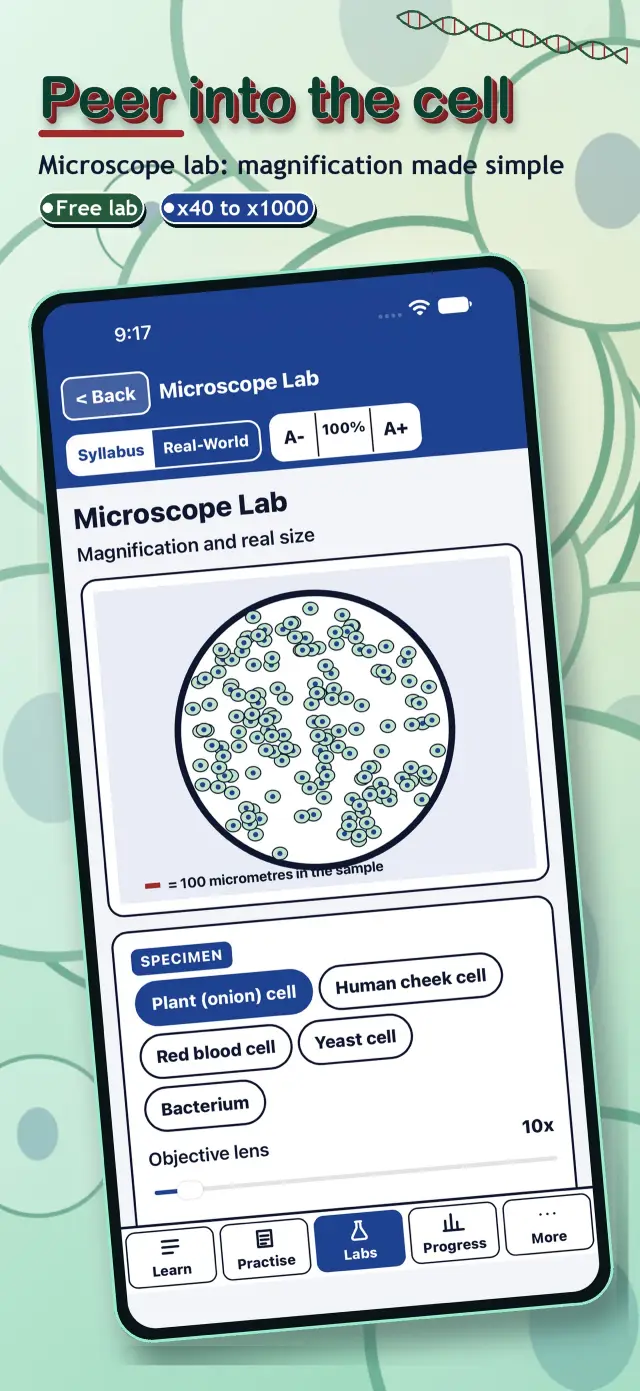 Peer into the cell
Microscope lab: magnification made simple
Free lab
x40 to x1000
9:17
< Back
Microscope Lab
Syllabus
Real-World
A-
100%
A+
Microscope Lab
Magnification and real size
= 100 micrometres in the sample
SPECIMEN
Plant (onion) cell
Human cheek cell
Red blood cell
Yeast cell
Bacterium
Objective lens
10x
Learn
Practise
Labs
Progress
More